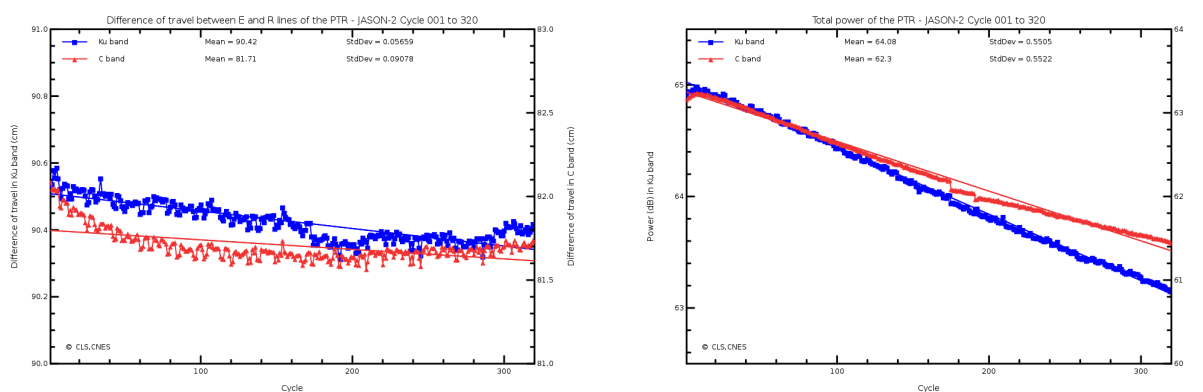 Difference of travel between E and R lines of the PTR - JASON-2 Cycle 001 to 320
91.0
83.0
Ku band Mean = 90.42 StdDev = 0.05659
C band Mean = 81.71 StdDev = 0.09078
90.8
82.5
90.6
82.0
90.4
81.5
90.2
90.0
81.0
Difference of travel in Ku band (cm)
Difference of travel in C band (cm)
© CLS,CNES
100 200 300
Cycle
Total power of the PTR - JASON-2 Cycle 001 to 320
64
Ku band Mean = 64.08 StdDev = 0.5505
C band Mean = 62.3 StdDev = 0.5522
65
63
64
62
63
61
60
Power (dB) in Ku band
© CLS,CNES
100 200 300
Cycle